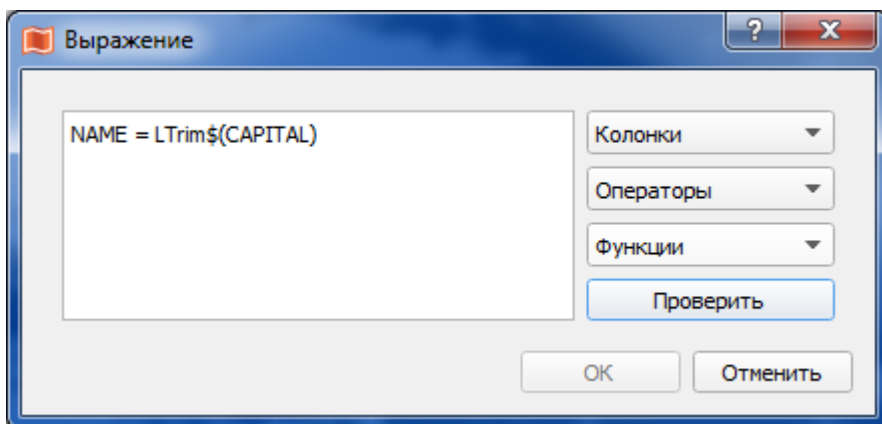 Выражение
NAME = LTrim$(CAPITAL)
Колонки
Операторы
Функции
Проверить
OK
Отменить